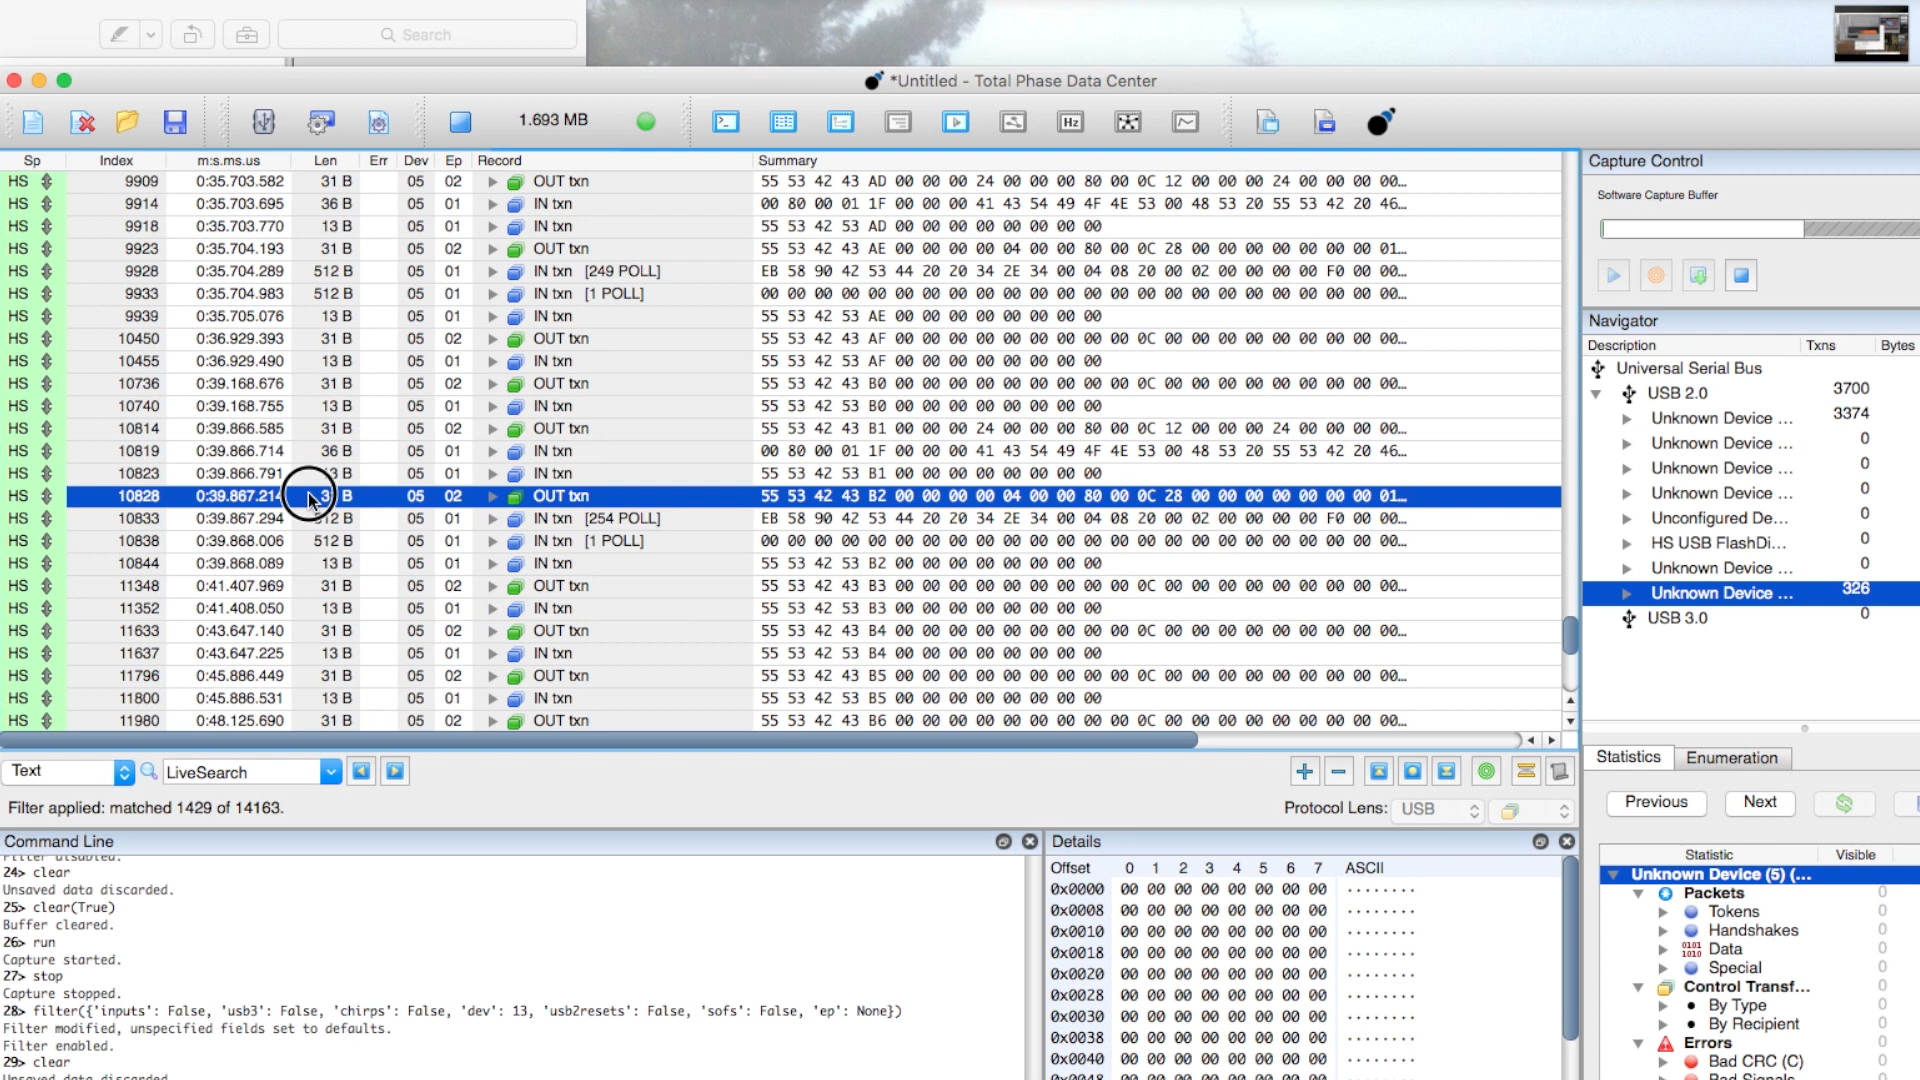 Search
*Untitled - Total Phase Data Center
1.693 MB
Hz
Sp Index m:s.ms.us Len Err Dev Ep Record Summary
HS 9909 0:35.703.582 31 B 05 02 OUT txn 55 53 42 43 AD 00 00 00 24 00 00 00 80 00 0C 12 00 00 00 24 00 00 00 00...
HS 9914 0:35.703.695 36 B 05 01 IN txn 00 80 00 01 1F 00 00 00 41 43 54 49 4F 4E 53 00 48 53 20 55 53 42 20 46...
HS 9918 0:35.703.770 13 B 05 01 IN txn 55 53 42 53 AD 00 00 00 00 00 00 00 00
HS 9923 0:35.704.193 31 B 05 02 OUT txn 55 53 42 43 AE 00 00 00 00 04 00 00 80 00 0C 28 00 00 00 00 00 00 00 01...
HS 9928 0:35.704.289 512 B 05 01 IN txn [249 POLL] EB 58 90 42 53 44 20 20 34 2E 34 00 04 08 20 00 02 00 00 00 00 F0 00 00...
HS 9933 0:35.704.983 512 B 05 01 IN txn [1 POLL] 00 00 00 00 00 00 00 00 00 00 00 00 00 00 00 00 00 00 00 00 00 00 00 00...
HS 9939 0:35.705.076 13 B 05 01 IN txn 55 53 42 53 AE 00 00 00 00 00 00 00 00
HS 10450 0:36.929.393 31 B 05 02 OUT txn 55 53 42 43 AF 00 00 00 00 00 00 00 00 00 0C 00 00 00 00 00 00 00 00 00...
HS 10455 0:36.929.490 13 B 05 01 IN txn 55 53 42 53 AF 00 00 00 00 00 00 00 00
HS 10736 0:39.168.676 31 B 05 02 OUT txn 55 53 42 43 B0 00 00 00 00 00 00 00 00 00 0C 00 00 00 00 00 00 00 00 00...
HS 10740 0:39.168.755 13 B 05 01 IN txn 55 53 42 53 B0 00 00 00 00 00 00 00 00
HS 10814 0:39.866.585 31 B 05 02 OUT txn 55 53 42 43 B1 00 00 00 24 00 00 00 80 00 0C 12 00 00 00 24 00 00 00 00...
HS 10819 0:39.866.714 36 B 05 01 IN txn 00 80 00 01 1F 00 00 00 41 43 54 49 4F 4E 53 00 48 53 20 55 53 42 20 46...
HS 10823 0:39.866.791 3 B 05 01 IN txn 55 53 42 53 B1 00 00 00 00 00 00 00 00
HS 10828 0:39.867.214 3 B 05 02 OUT txn 55 53 42 43 B2 00 00 00 00 04 00 00 80 00 0C 28 00 00 00 00 00 00 00 01...
HS 10833 0:39.867.294 512 B 05 01 IN txn [254 POLL] EB 58 90 42 53 44 20 20 34 2E 34 00 04 08 20 00 02 00 00 00 00 F0 00 00...
HS 10838 0:39.868.006 512 B 05 01 IN txn [1 POLL] 00 00 00 00 00 00 00 00 00 00 00 00 00 00 00 00 00 00 00 00 00 00 00 00...
HS 10844 0:39.868.089 13 B 05 01 IN txn 55 53 42 53 B2 00 00 00 00 00 00 00 00
HS 11348 0:41.407.969 31 B 05 02 OUT txn 55 53 42 43 B3 00 00 00 00 00 00 00 00 00 0C 00 00 00 00 00 00 00 00 00...
HS 11352 0:41.408.050 13 B 05 01 IN txn 55 53 42 53 B3 00 00 00 00 00 00 00 00
HS 11633 0:43.647.140 31 B 05 02 OUT txn 55 53 42 43 B4 00 00 00 00 00 00 00 00 00 0C 00 00 00 00 00 00 00 00 00...
HS 11637 0:43.647.225 13 B 05 01 IN txn 55 53 42 53 B4 00 00 00 00 00 00 00 00
HS 11796 0:45.886.449 31 B 05 02 OUT txn 55 53 42 43 B5 00 00 00 00 00 00 00 00 00 0C 00 00 00 00 00 00 00 00 00...
HS 11800 0:45.886.531 13 B 05 01 IN txn 55 53 42 53 B5 00 00 00 00 00 00 00 00
HS 11980 0:48.125.690 31 B 05 02 OUT txn 55 53 42 43 B6 00 00 00 00 00 00 00 00 00 0C 00 00 00 00 00 00 00 00 00...
Text LiveSearch
Filter applied: matched 1429 of 14163.
Protocol Lens: USB
Command Line
Filter disabled.
24> clear
Unsaved data discarded.
25> clear(True)
Buffer cleared.
26> run
Capture started.
27> stop
Capture stopped.
28> filter({'inputs': False, 'usb3': False, 'chirps': False, 'dev': 13, 'usb2resets': False, 'sofs': False, 'ep': None})
Filter modified, unspecified fields set to defaults.
Filter enabled.
29> clear
Unsaved data discarded
Details
Offset 0 1 2 3 4 5 6 7 ASCII
0x0000 00 00 00 00 00 00 00 00 ........
0x0008 00 00 00 00 00 00 00 00 ........
0x0010 00 00 00 00 00 00 00 00 ........
0x0018 00 00 00 00 00 00 00 00 ........
0x0020 00 00 00 00 00 00 00 00 ........
0x0028 00 00 00 00 00 00 00 00 ........
0x0030 00 00 00 00 00 00 00 00 ........
0x0038 00 00 00 00 00 00 00 00 ........
0x0040 00 00 00 00 00 00 00 00 ........
0x0048 00 00 00 00 00 00 00 00
Capture Control
Software Capture Buffer
Navigator
Description Txns Bytes
Universal Serial Bus
USB 2.0 3700
Unknown Device ... 3374
Unknown Device ... 0
Unknown Device ... 0
Unknown Device ... 0
Unconfigured De... 0
HS USB FlashDi... 0
Unknown Device ... 0
Unknown Device ... 326
USB 3.0 0
Statistics Enumeration
Previous Next
Statistic Visible
Unknown Device (5) (...
Packets 0
Tokens 0
Handshakes 0
0101
1010
Data 0
Special 0
Control Transf... 0
By Type 0
By Recipient 0
Errors 0
Bad CRC (C) 0
Bad Signals 0